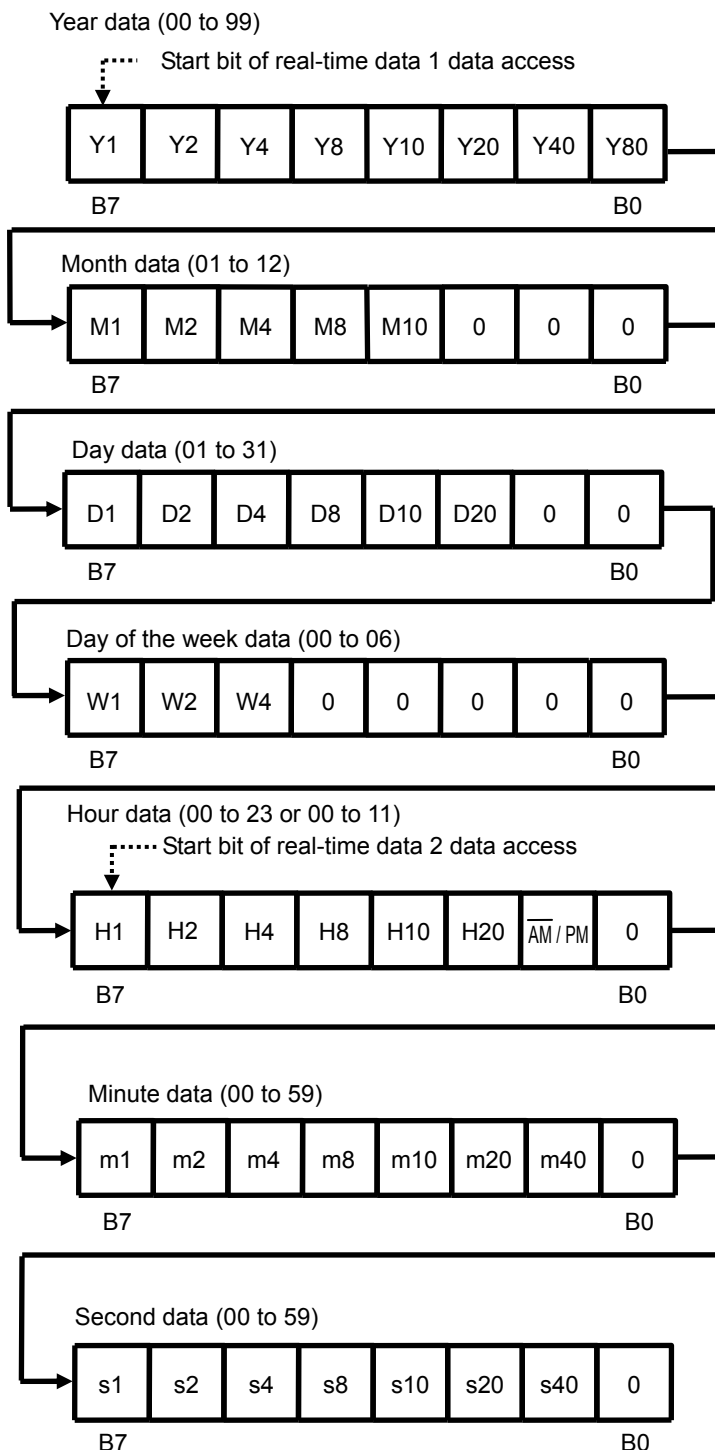 Year data (00 to 99)
Start bit of real-time data 1 data access
Y1 Y2 Y4 Y8 Y10 Y20 Y40 Y80
B7 B0
Month data (01 to 12)
M1 M2 M4 M8 M10 0 0 0
B7 B0
Day data (01 to 31)
D1 D2 D4 D8 D10 D20 0 0
B7 B0
Day of the week data (00 to 06)
W1 W2 W4 0 0 0 0 0
B7 B0
Hour data (00 to 23 or 00 to 11)
Start bit of real-time data 2 data access
H1 H2 H4 H8 H10 H20 A̅M̅ / PM 0
B7 B0
Minute data (00 to 59)
m1 m2 m4 m8 m10 m20 m40 0
B7 B0
Second data (00 to 59)
s1 s2 s4 s8 s10 s20 s40 0
B7 B0